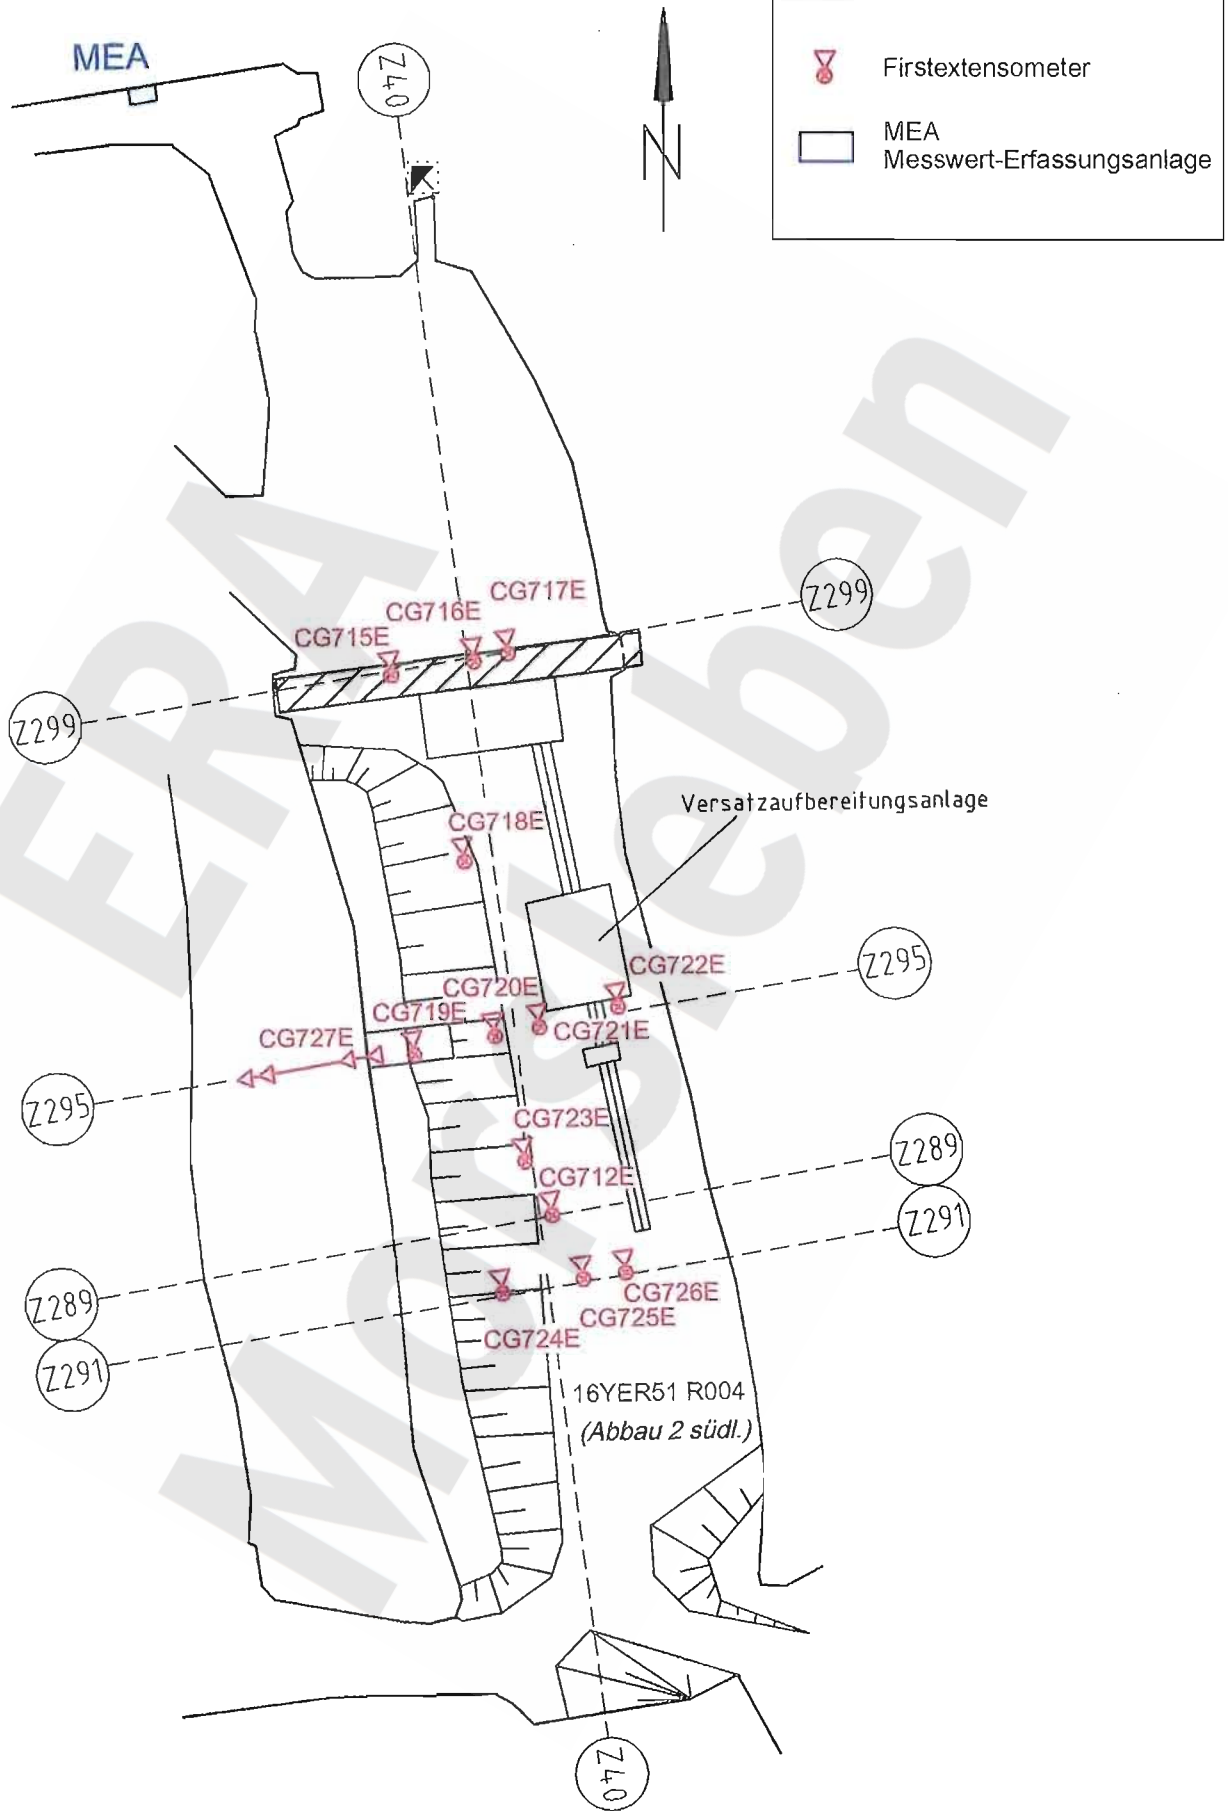 MEA
Z40
N
Firstextensometer
MEA
Messwert-Erfassungsanlage
CG717E
CG716E
CG715E
Z299
Z299
Versatzaufbereitungsanlage
CG718E
CG722E
Z295
CG720E
CG719E
CG721E
CG727E
Z295
CG723E
Z289
CG712E
Z291
Z289
CG726E
CG725E
CG724E
Z291
16YER51 R004
(Abbau 2 südl.)
Z40
ERA
Morsleben